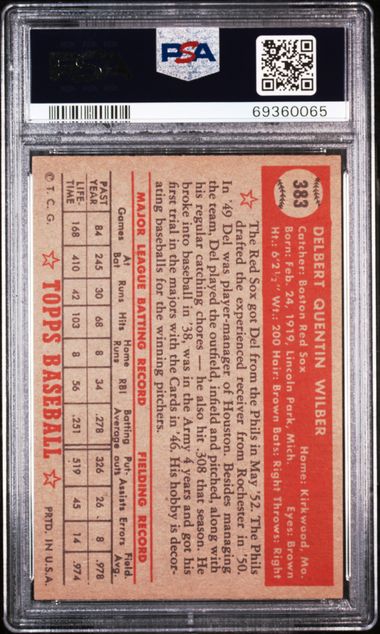 PSA
PSA
69360065
383
DELBERT QUENTIN WILBER
Catcher: Boston Red Sox Home: Kirkwood, Mo.
Born: Feb. 24, 1919, Lincoln Park, Mich. Eyes: Brown
Ht.: 6'2½" Wt.: 200 Hair: Brown Bats: Right Throws: Right
The Red Sox got Del from the Phils in May '52. The Phils
drafted the experienced receiver from Rochester in '50.
In '49 Del was player-manager of Houston. Besides managing
the team, Del played the outfield, infield and pitched, along with
his regular catching chores — he also hit .308 that season. He
broke into baseball in '38, was in the Army 4 years and got his
first trial in the majors with the Cards in '46. His hobby is decor-
ating baseballs for the winning pitchers.
MAJOR LEAGUE BATTING RECORD FIELDING RECORD
Games At Bat Runs Hits Home Runs RBI Batting Average Put-outs Assists Errors Field. Avg.
PAST YEAR 84 245 30 68 8 34 .278 326 26 8 .978
LIFE-TIME 168 410 42 103 8 56 .251 519 45 14 .974
© T. C. G. TOPPS BASEBALL PRTD. IN U.S.A.